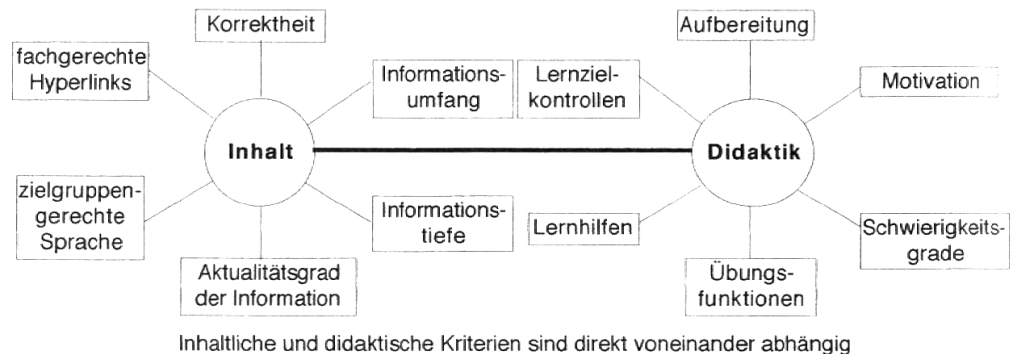 Korrektheit
Aufbereitung
fachgerechte
Hyperlinks
Informations-
umfang
Lernziel-
kontrollen
Motivation
Inhalt
Didaktik
zielgruppen-
gerechte
Sprache
Informations-
tiefe
Lernhilfen
Schwierigkeits-
grade
Aktualitätsgrad
der Information
Übungs-
funktionen
Inhaltliche und didaktische Kriterien sind direkt voneinander abhängig